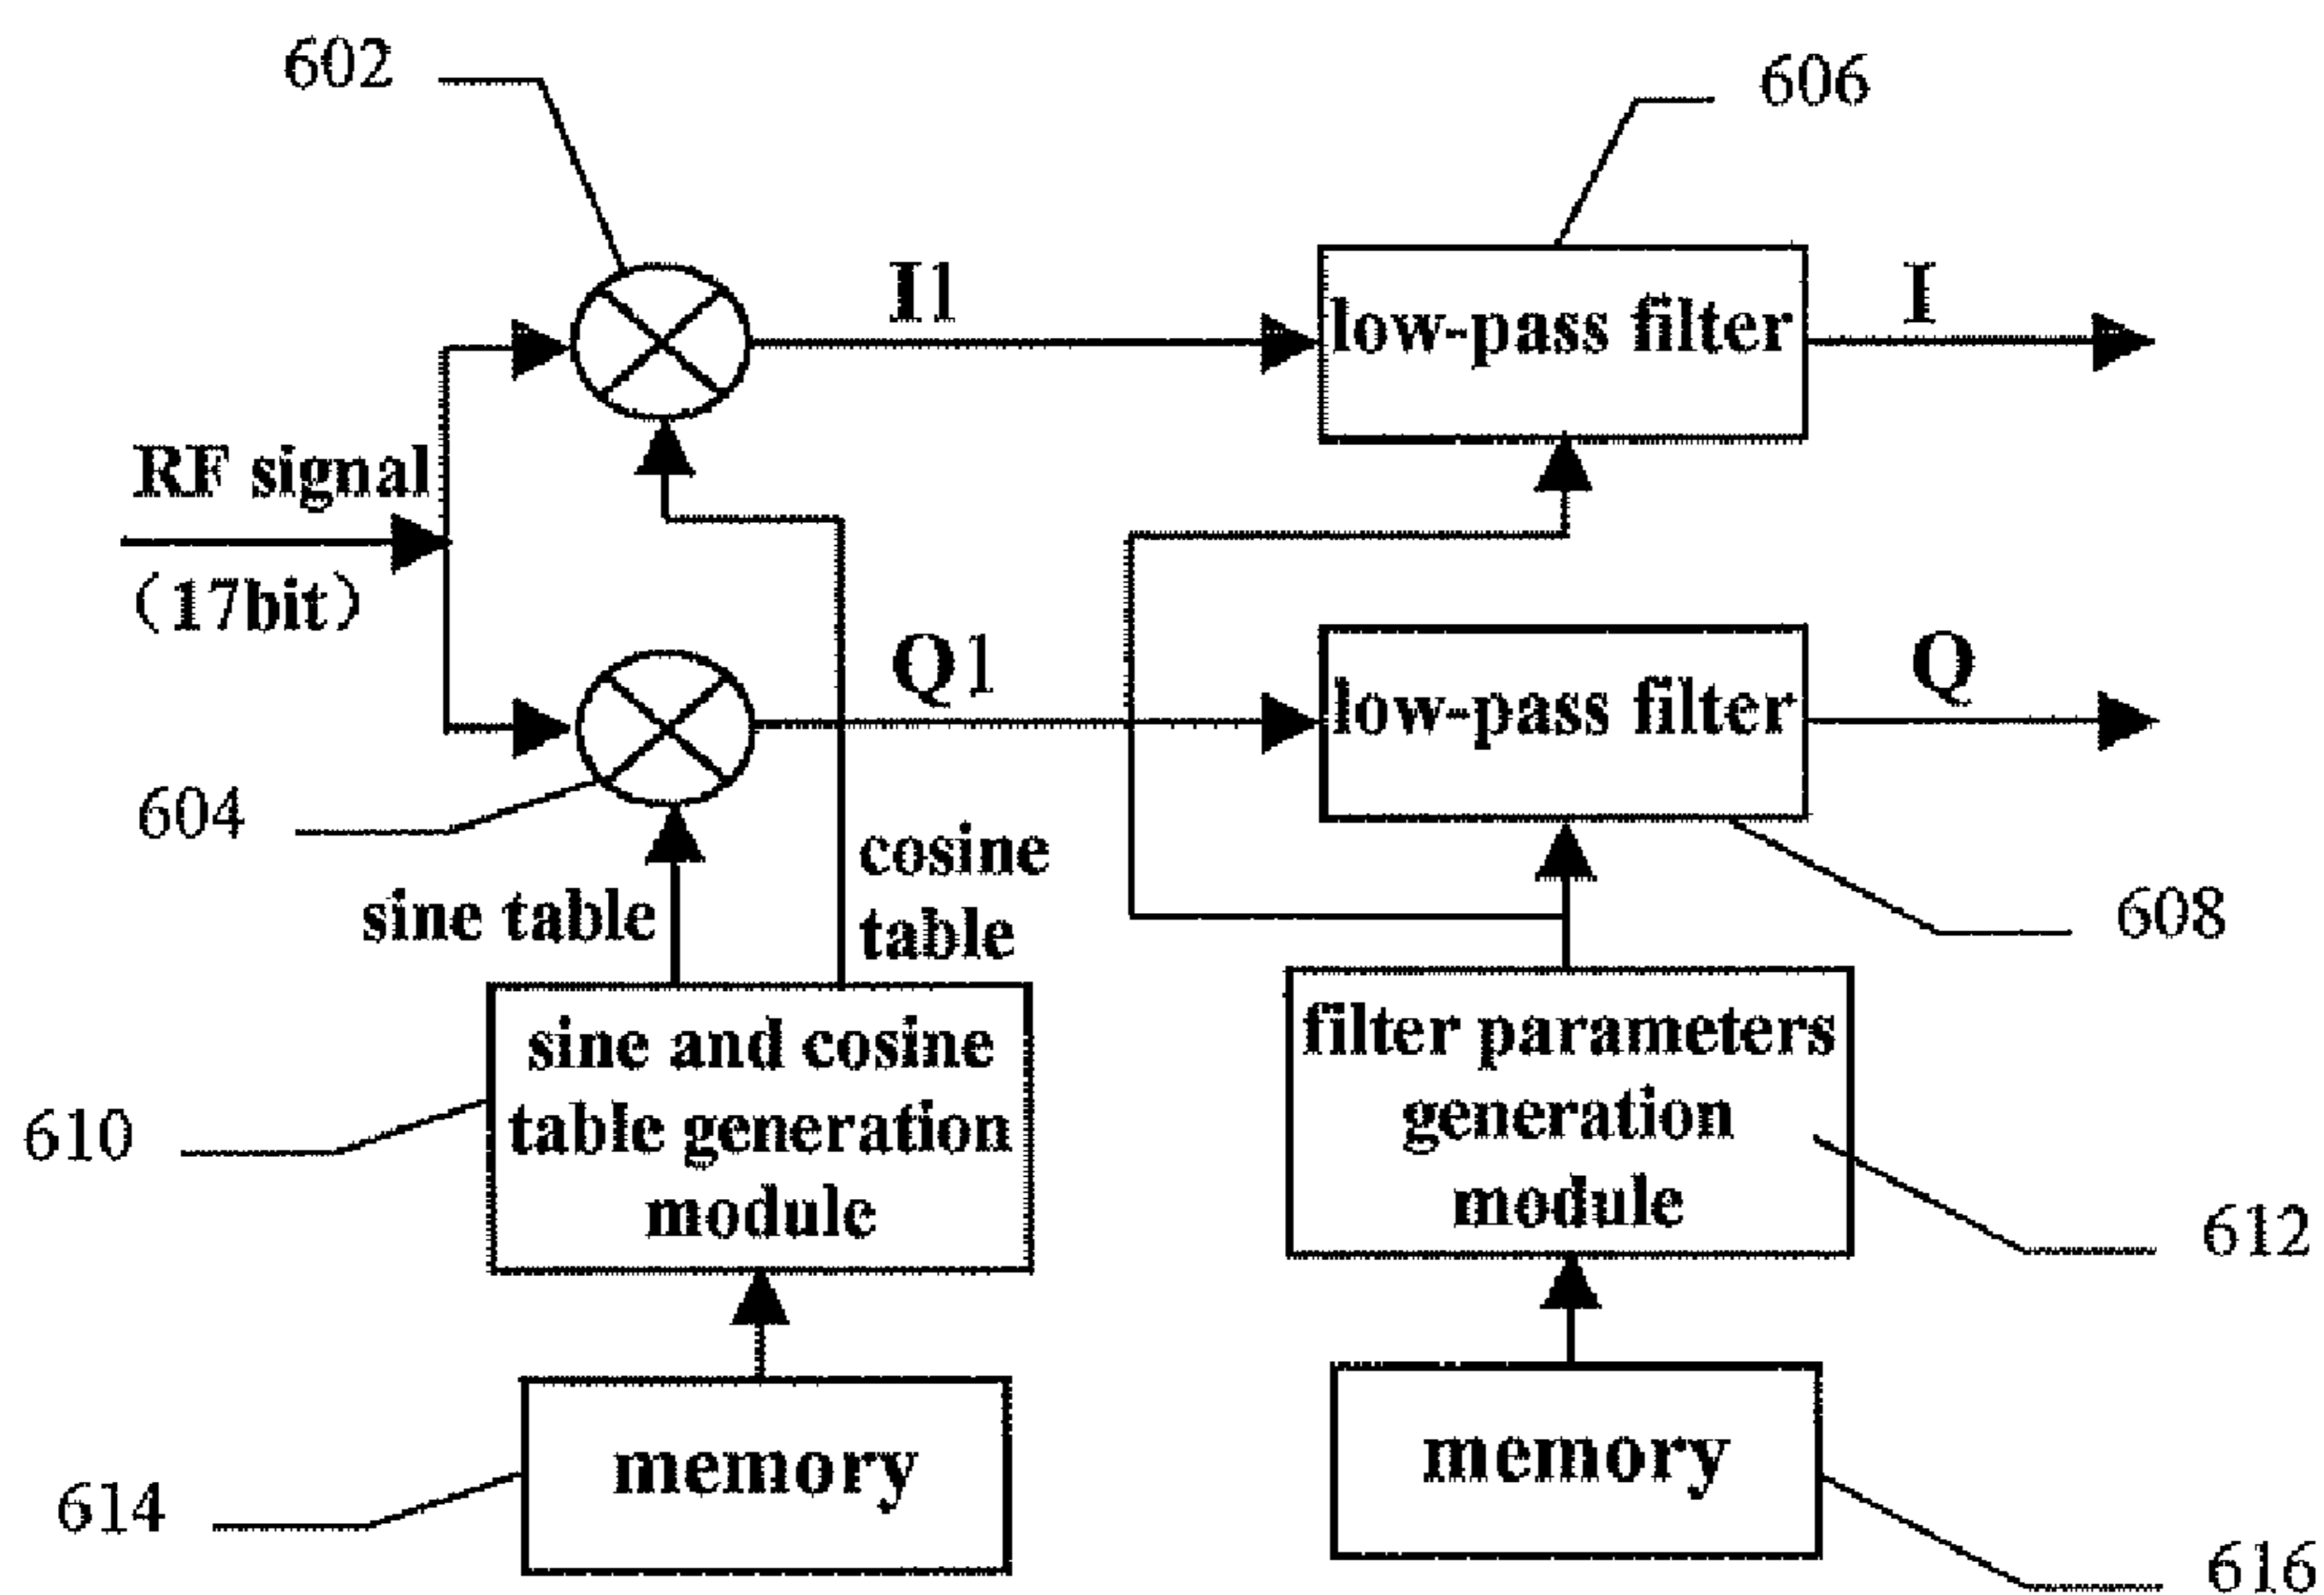 602
606
I1
I
low-pass filter
RF signal
(17bit)
Q1
Q
low-pass filter
604
sine table
cosine
table
608
sine and cosine
table generation
module
filter parameters
generation
module
610
612
memory
memory
614
616